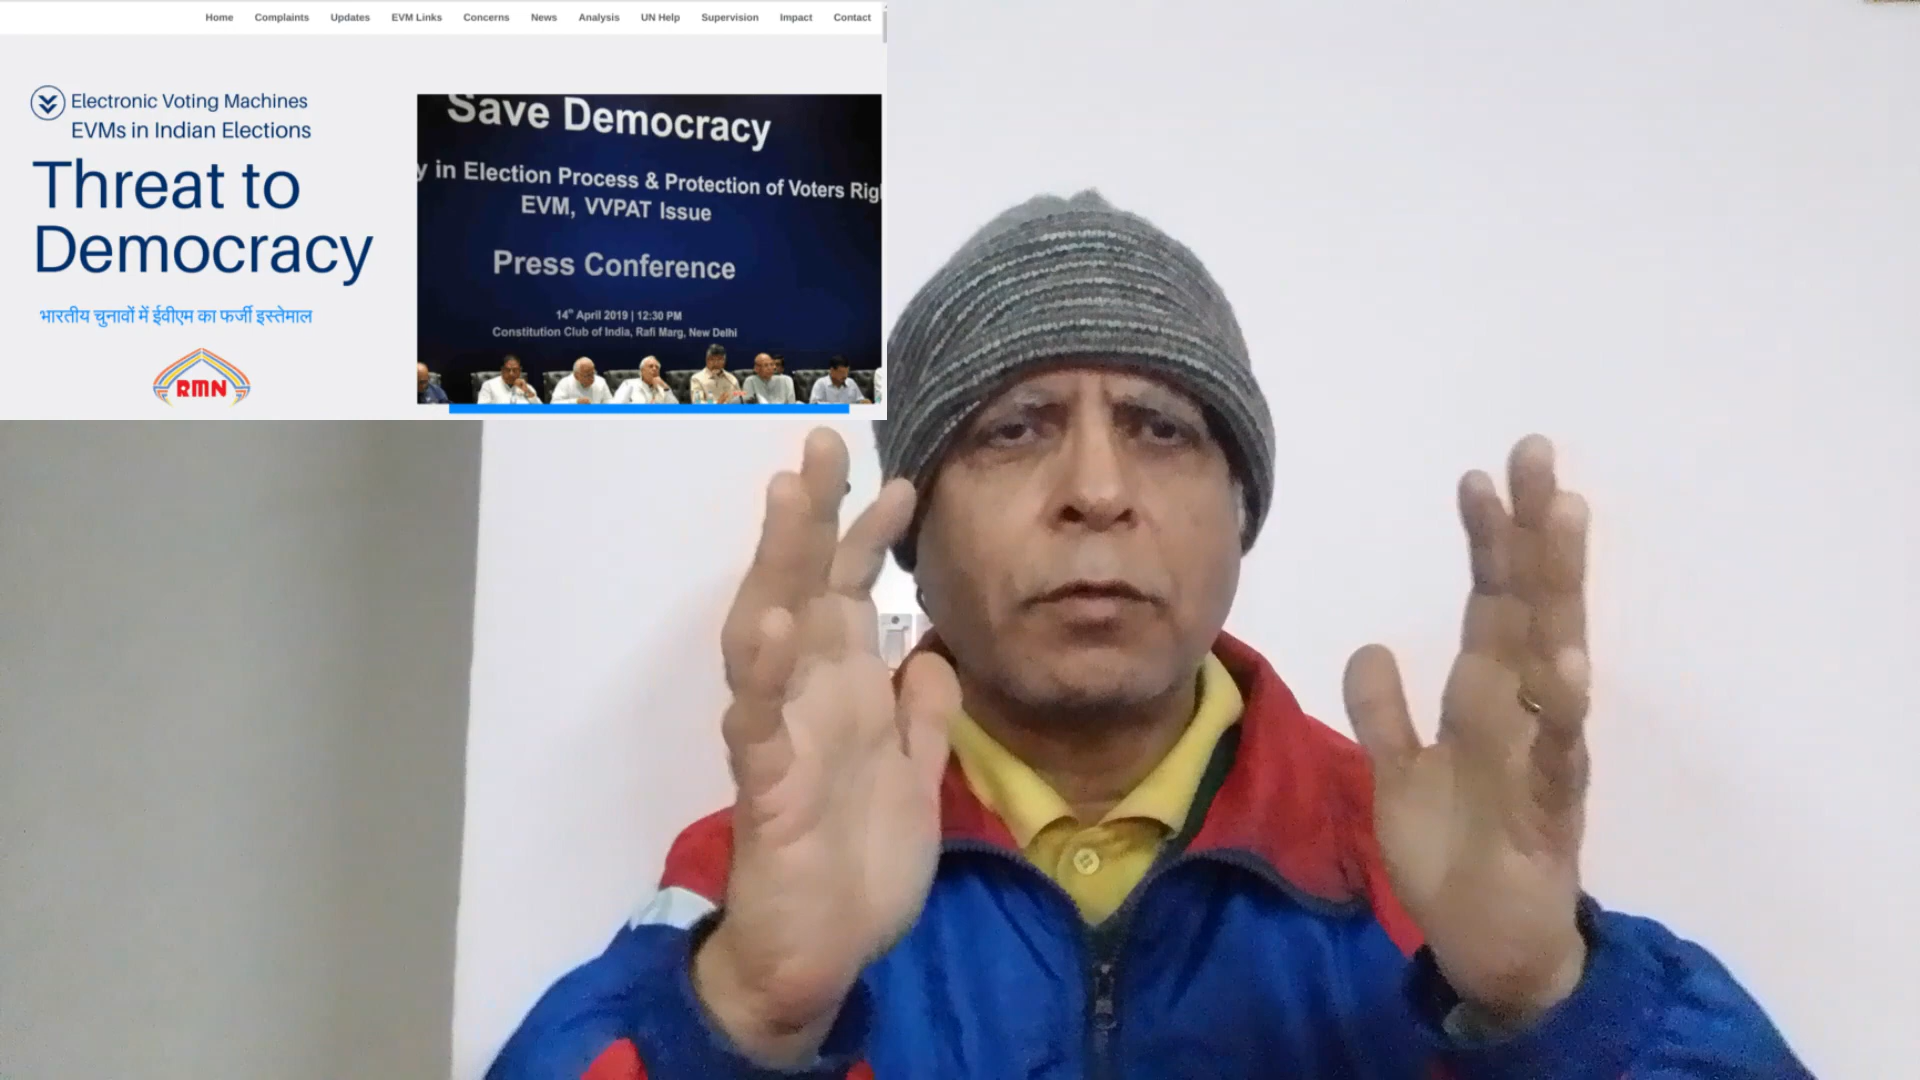 Home Complaints Updates EVM Links Concerns News Analysis UN Help Supervision Impact Contact
Electronic Voting Machines
EVMs in Indian Elections
Threat to
Democracy
भारतीय चुनावों में ईवीएम का फर्जी इस्तेमाल
RMN
Save Democracy
y in Election Process & Protection of Voters Rig
EVM, VVPAT Issue
Press Conference
14th April 2019 | 12:30 PM
Constitution Club of India, Rafi Marg, New Delhi